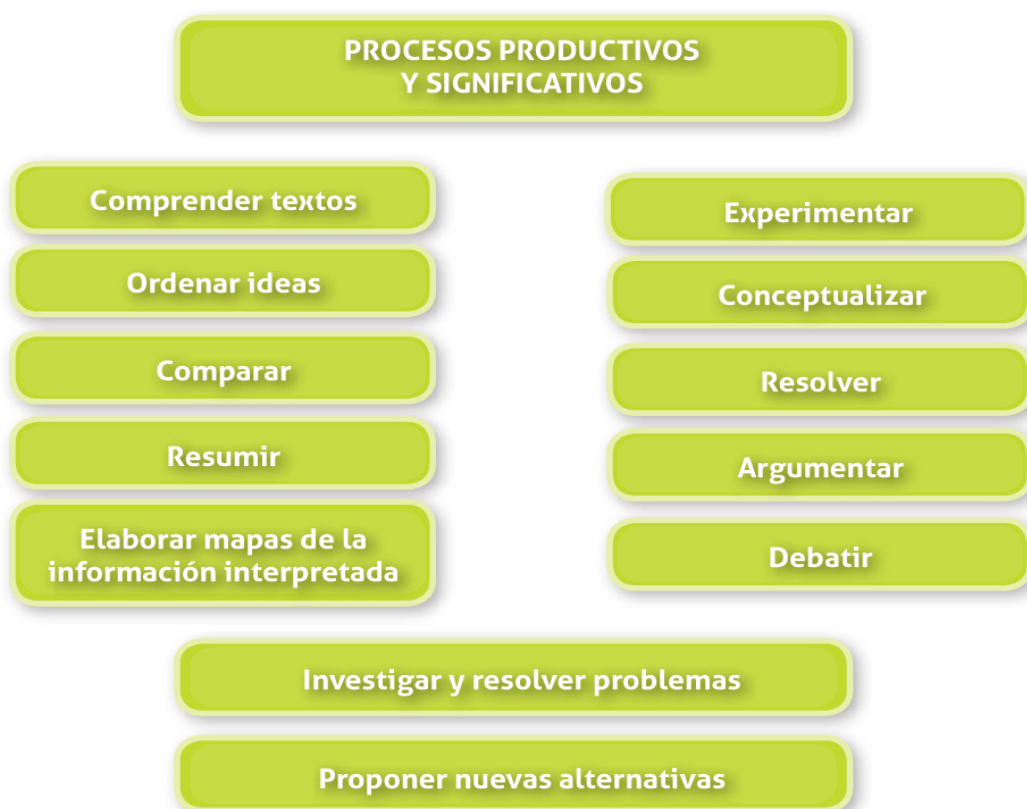 PROCESOS PRODUCTIVOS
Y SIGNIFICATIVOS
Comprender textos
Ordenar ideas
Comparar
Resumir
Elaborar mapas de la
información interpretada
Experimentar
Conceptualizar
Resolver
Argumentar
Debatir
Investigar y resolver problemas
Proponer nuevas alternativas